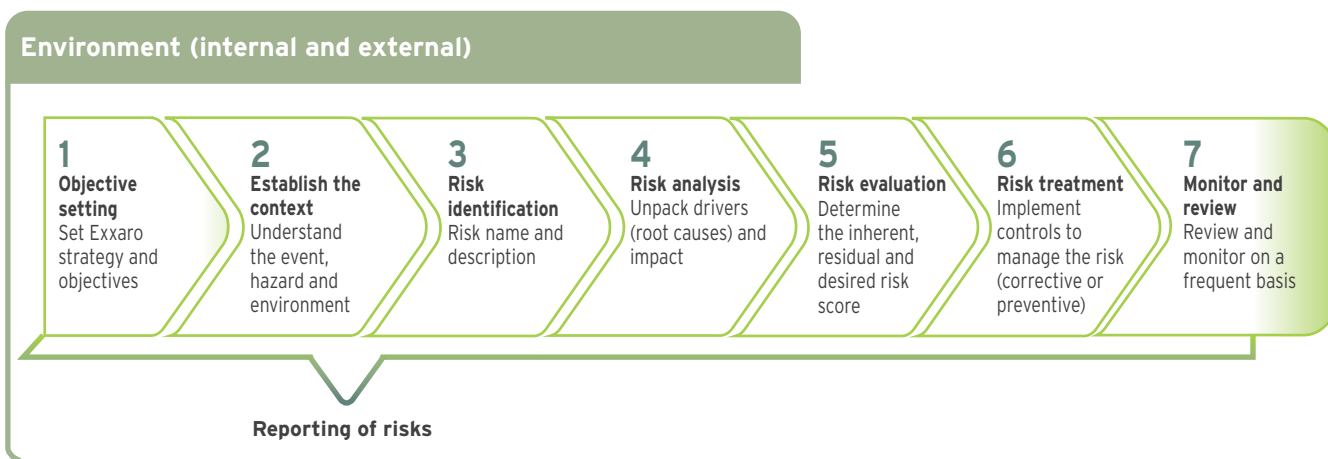 Environment (internal and external)
1
Objective
setting
Set Exxaro
strategy and
objectives
2
Establish the
context
Understand
the event,
hazard and
environment
3
Risk
identification
Risk name and
description
4
Risk analysis
Unpack drivers
(root causes) and
impact
5
Risk evaluation
Determine
the inherent,
residual and
desired risk
score
6
Risk treatment
Implement
controls to
manage the risk
(corrective or
preventive)
7
Monitor and
review
Review and
monitor on a
frequent basis
Reporting of risks